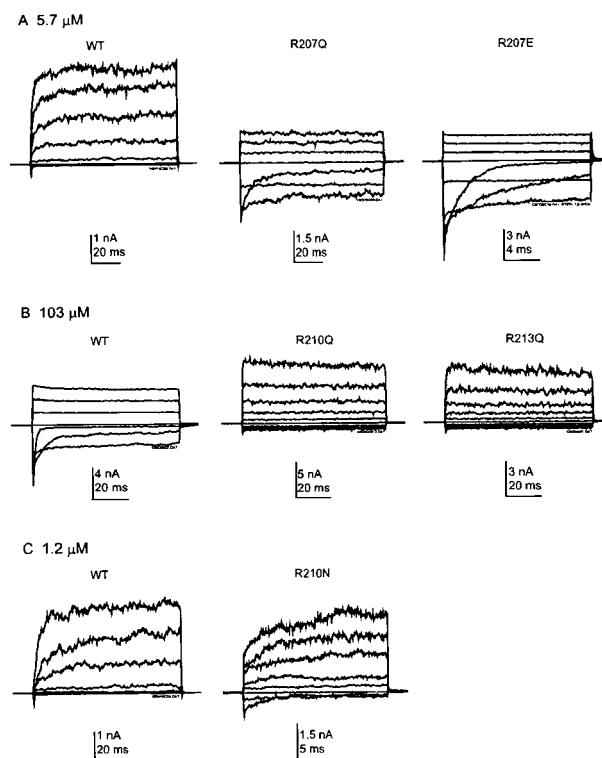 A 5.7 µM
WT
R207Q
R207E
1 nA
20 ms
1.5 nA
20 ms
3 nA
4 ms
B 103 µM
WT
R210Q
R213Q
4 nA
20 ms
5 nA
20 ms
3 nA
20 ms
C 1.2 µM
WT
R210N
1 nA
20 ms
1.5 nA
5 ms